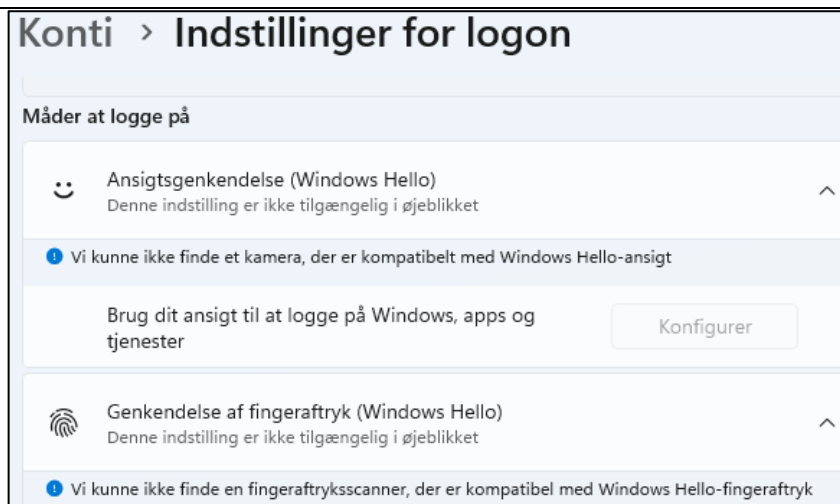 Konti > Indstillinger for logon
Måder at logge på
Ansigtsgenkendelse (Windows Hello)
Denne indstilling er ikke tilgængelig i øjeblikket
Vi kunne ikke finde et kamera, der er kompatibelt med Windows Hello-ansigt
Brug dit ansigt til at logge på Windows, apps og
tjenester
Konfigurer
Genkendelse af fingeraftryk (Windows Hello)
Denne indstilling er ikke tilgængelig i øjeblikket
Vi kunne ikke finde en fingeraftryksscanner, der er kompatibel med Windows Hello-fingeraftryk